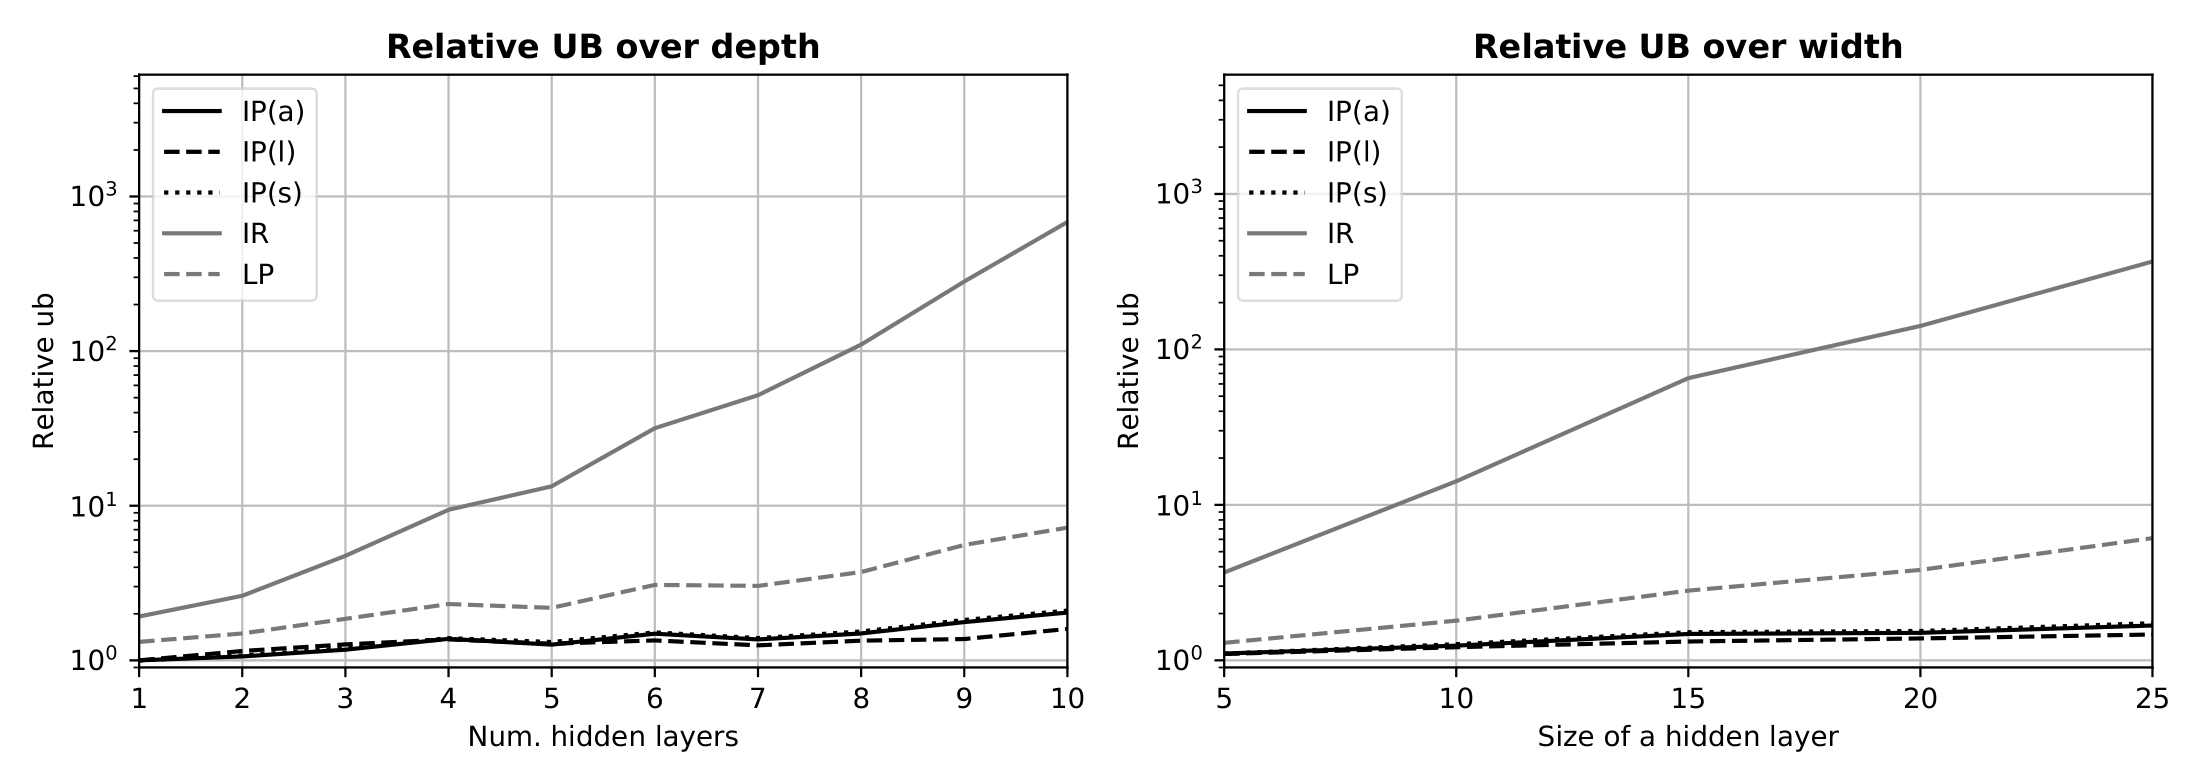 Relative UB over depth
IP(a)
IP(l)
IP(s)
IR
LP
10³
10²
10¹
10⁰
Relative ub
1 2 3 4 5 6 7 8 9 10
Num. hidden layers
Relative UB over width
IP(a)
IP(l)
IP(s)
IR
LP
10³
10²
10¹
10⁰
Relative ub
5 10 15 20 25
Size of a hidden layer